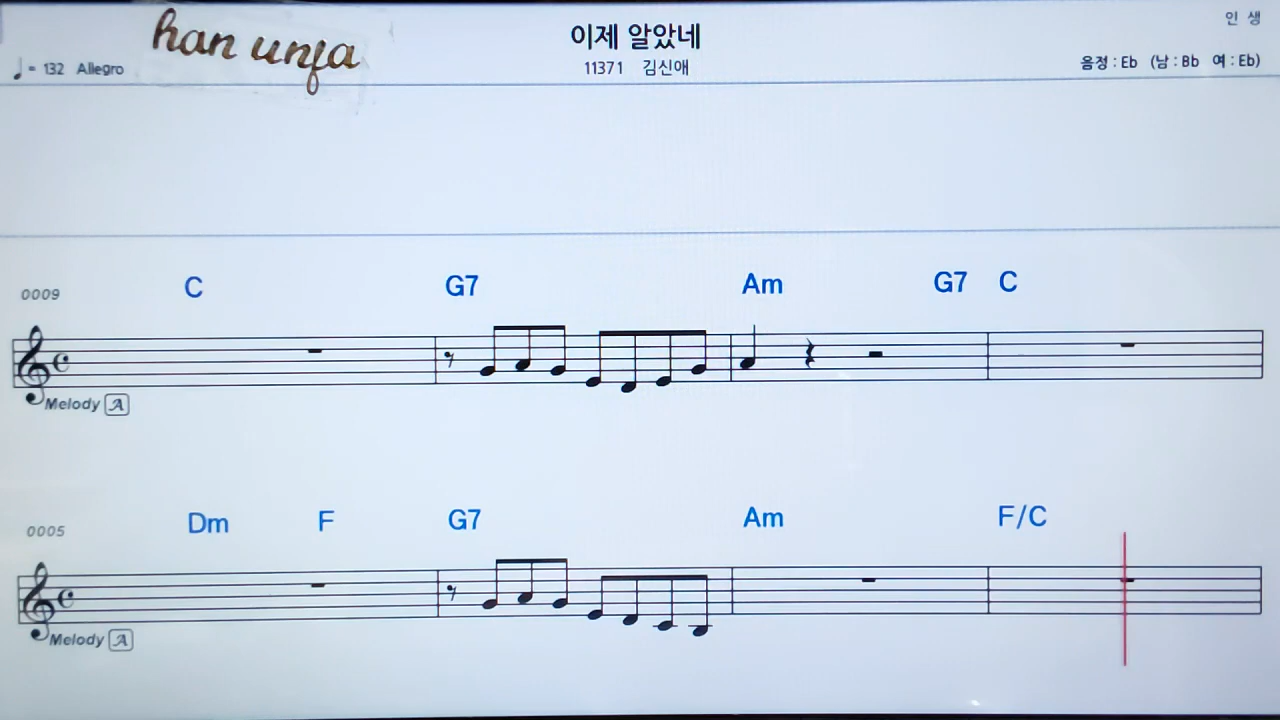 han unfa
이제 알았네
인 생
♩= 132 Allegro
11371 김신애
음정 : Eb (남 : Bb 여 : Eb)
0009 C G7 Am G7 C
Melody A
0005 Dm F G7 Am F/C
Melody A